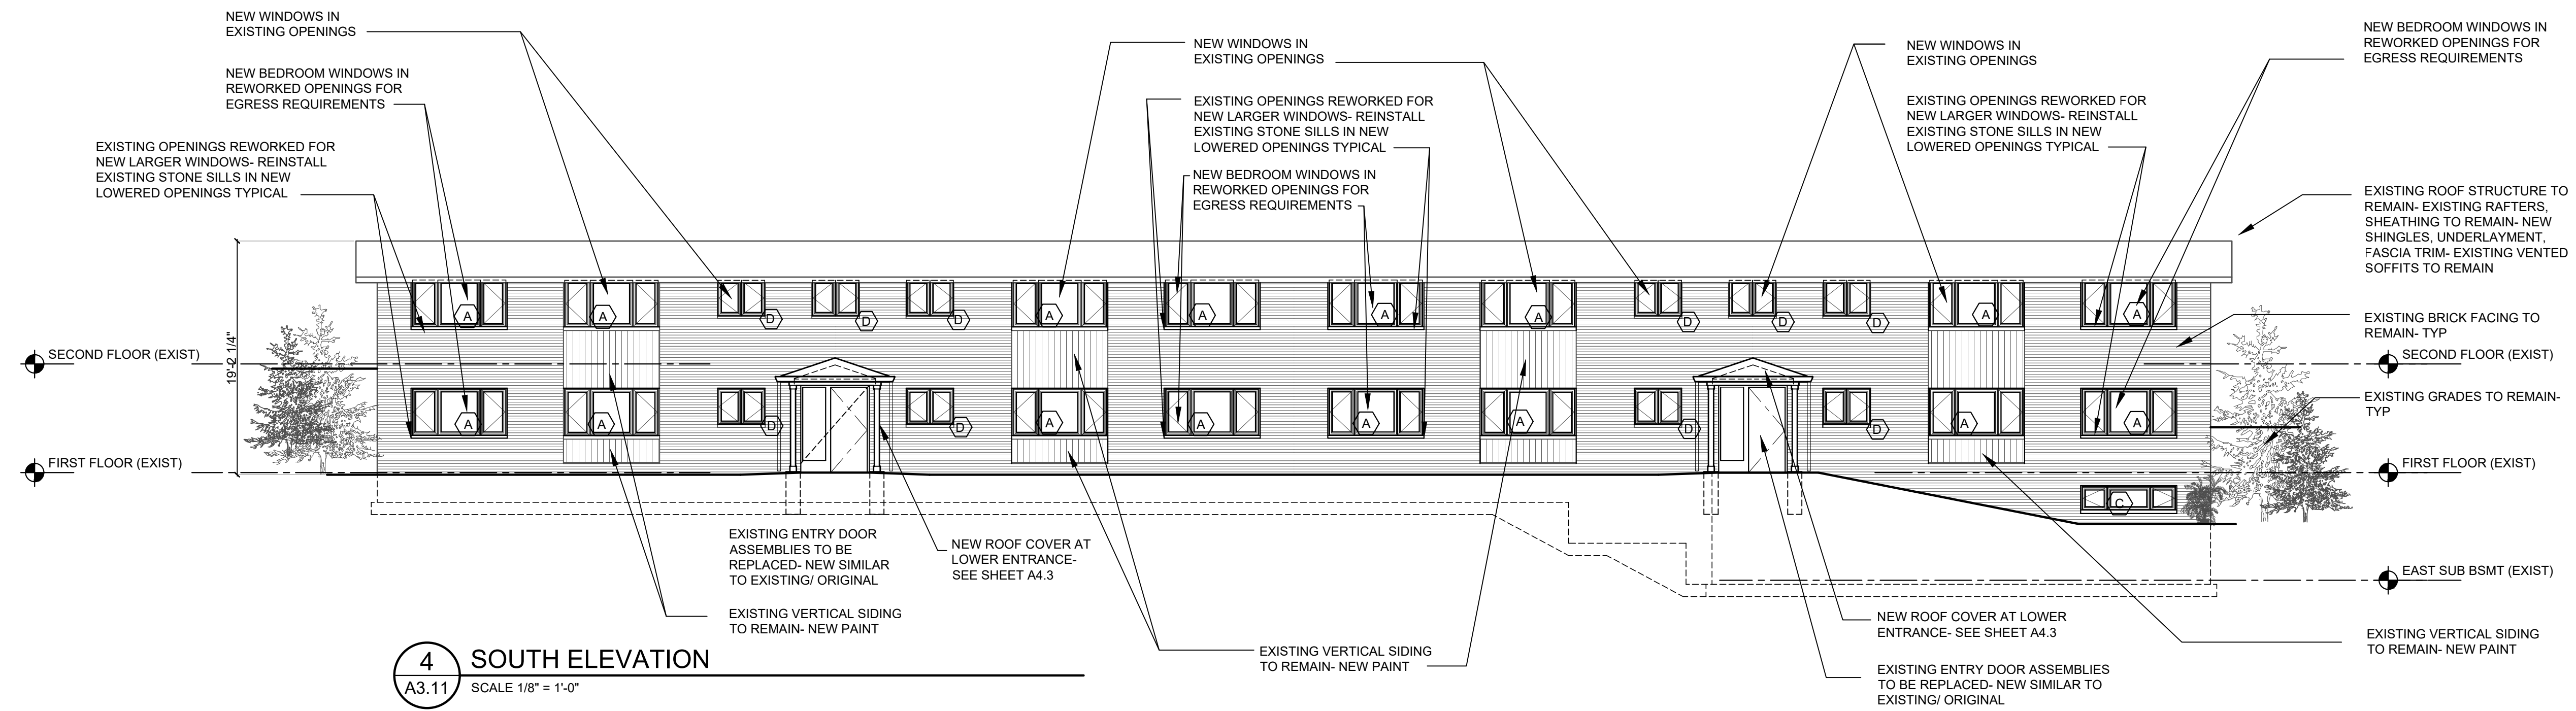 NEW WINDOWS IN
EXISTING OPENINGS
NEW BEDROOM WINDOWS IN
REWORKED OPENINGS FOR
EGRESS REQUIREMENTS
EXISTING OPENINGS REWORKED FOR
NEW LARGER WINDOWS- REINSTALL
EXISTING STONE SILLS IN NEW
LOWERED OPENINGS TYPICAL
NEW WINDOWS IN
EXISTING OPENINGS
EXISTING OPENINGS REWORKED FOR
NEW LARGER WINDOWS- REINSTALL
EXISTING STONE SILLS IN NEW
LOWERED OPENINGS TYPICAL
NEW BEDROOM WINDOWS IN
REWORKED OPENINGS FOR
EGRESS REQUIREMENTS
NEW WINDOWS IN
EXISTING OPENINGS
EXISTING OPENINGS REWORKED FOR
NEW LARGER WINDOWS- REINSTALL
EXISTING STONE SILLS IN NEW
LOWERED OPENINGS TYPICAL
NEW BEDROOM WINDOWS IN
REWORKED OPENINGS FOR
EGRESS REQUIREMENTS
EXISTING ROOF STRUCTURE TO
REMAIN- EXISTING RAFTERS,
SHEATHING TO REMAIN- NEW
SHINGLES, UNDERLAYMENT,
FASCIA TRIM- EXISTING VENTED
SOFFITS TO REMAIN
A A D D D A A A A D D D A A
EXISTING BRICK FACING TO
REMAIN- TYP
SECOND FLOOR (EXIST)
19'-2 1/4"
SECOND FLOOR (EXIST)
EXISTING GRADES TO REMAIN-
TYP
A A D D A A A A D D A A
FIRST FLOOR (EXIST)
FIRST FLOOR (EXIST)
C
EXISTING ENTRY DOOR
ASSEMBLIES TO BE
REPLACED- NEW SIMILAR
TO EXISTING/ ORIGINAL
NEW ROOF COVER AT
LOWER ENTRANCE-
SEE SHEET A4.3
EAST SUB BSMT (EXIST)
EXISTING VERTICAL SIDING
TO REMAIN- NEW PAINT
EXISTING VERTICAL SIDING
TO REMAIN- NEW PAINT
NEW ROOF COVER AT LOWER
ENTRANCE- SEE SHEET A4.3
EXISTING VERTICAL SIDING
TO REMAIN- NEW PAINT
EXISTING ENTRY DOOR ASSEMBLIES
TO BE REPLACED- NEW SIMILAR TO
EXISTING/ ORIGINAL
4
A3.11
SOUTH ELEVATION
SCALE 1/8" = 1'-0"